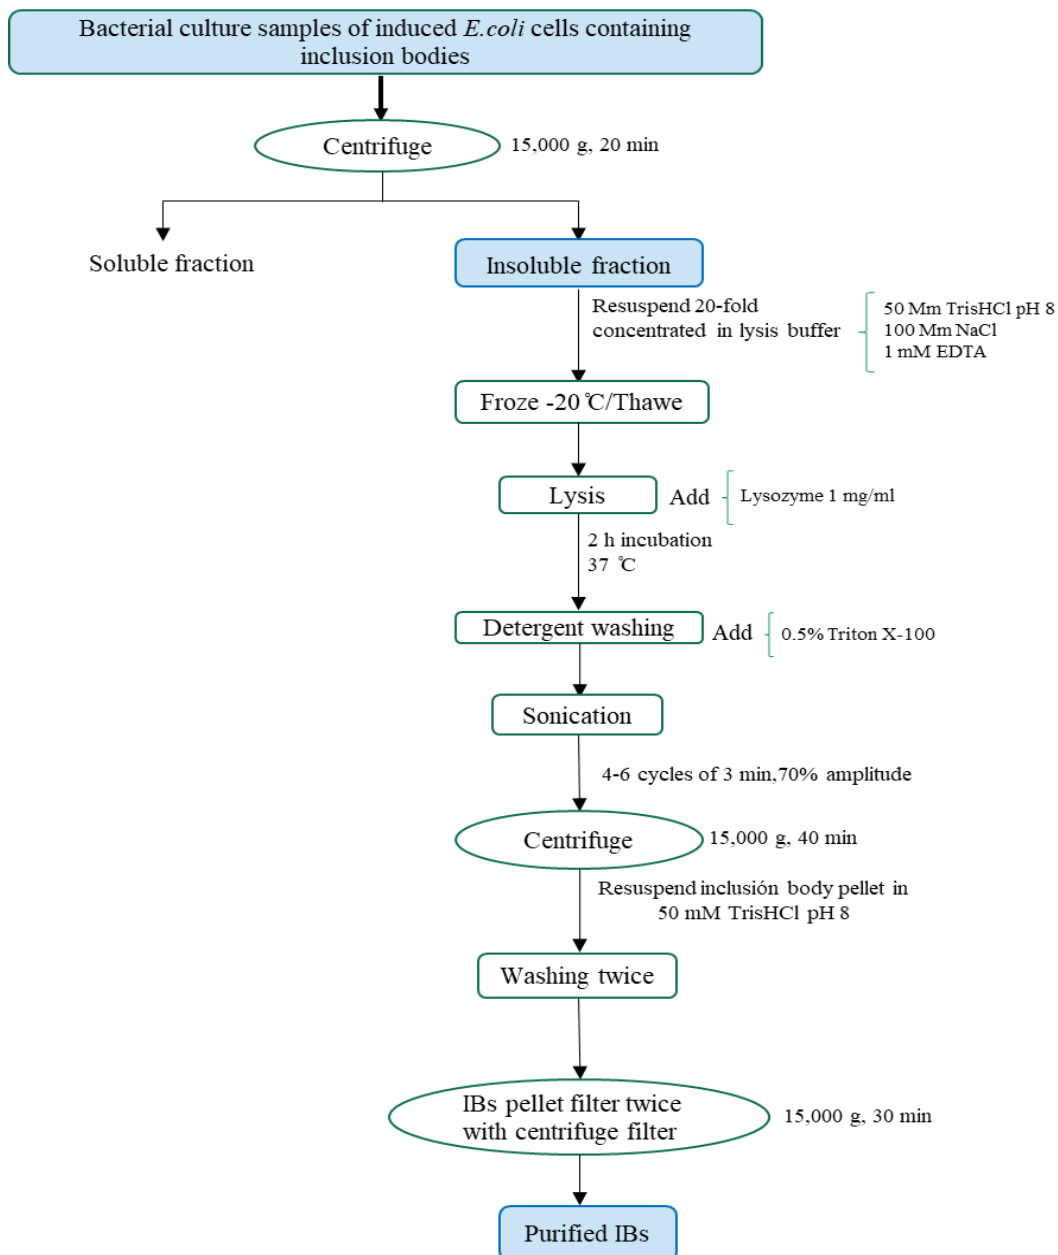 Bacterial culture samples of induced E.coli cells containing
inclusion bodies
Centrifuge
15,000 g, 20 min
Soluble fraction
Insoluble fraction
Resuspend 20-fold
concentrated in lysis buffer
50 Mm TrisHCl pH 8
100 Mm NaCl
1 mM EDTA
Froze -20 ℃/Thawe
Lysis
Add
Lysozyme 1 mg/ml
2 h incubation
37 ℃
Detergent washing
Add
0.5% Triton X-100
Sonication
4-6 cycles of 3 min,70% amplitude
Centrifuge
15,000 g, 40 min
Resuspend inclusión body pellet in
50 mM TrisHCl pH 8
Washing twice
IBs pellet filter twice
with centrifuge filter
15,000 g, 30 min
Purified IBs